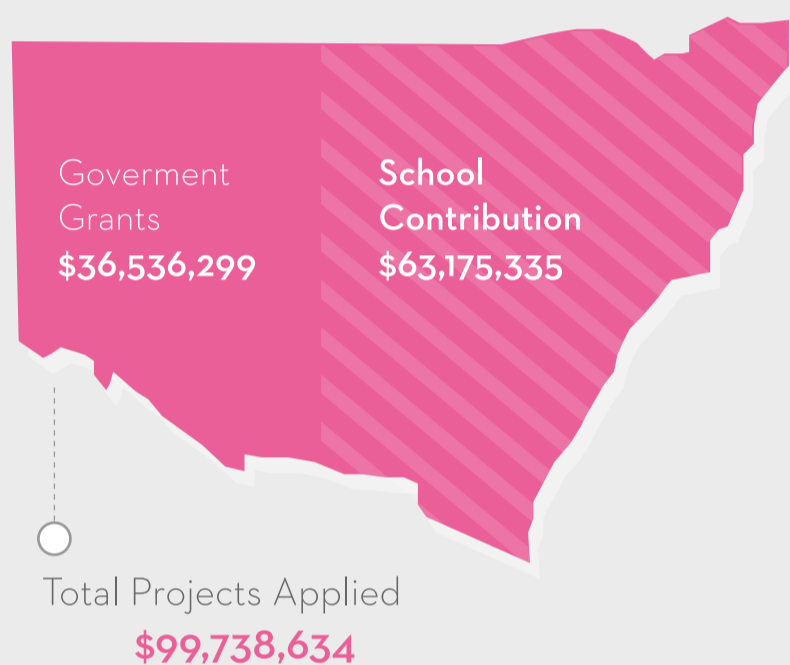 Goverment
Grants
$36,536,299
School
Contribution
$63,175,335
Total Projects Applied
$99,738,634